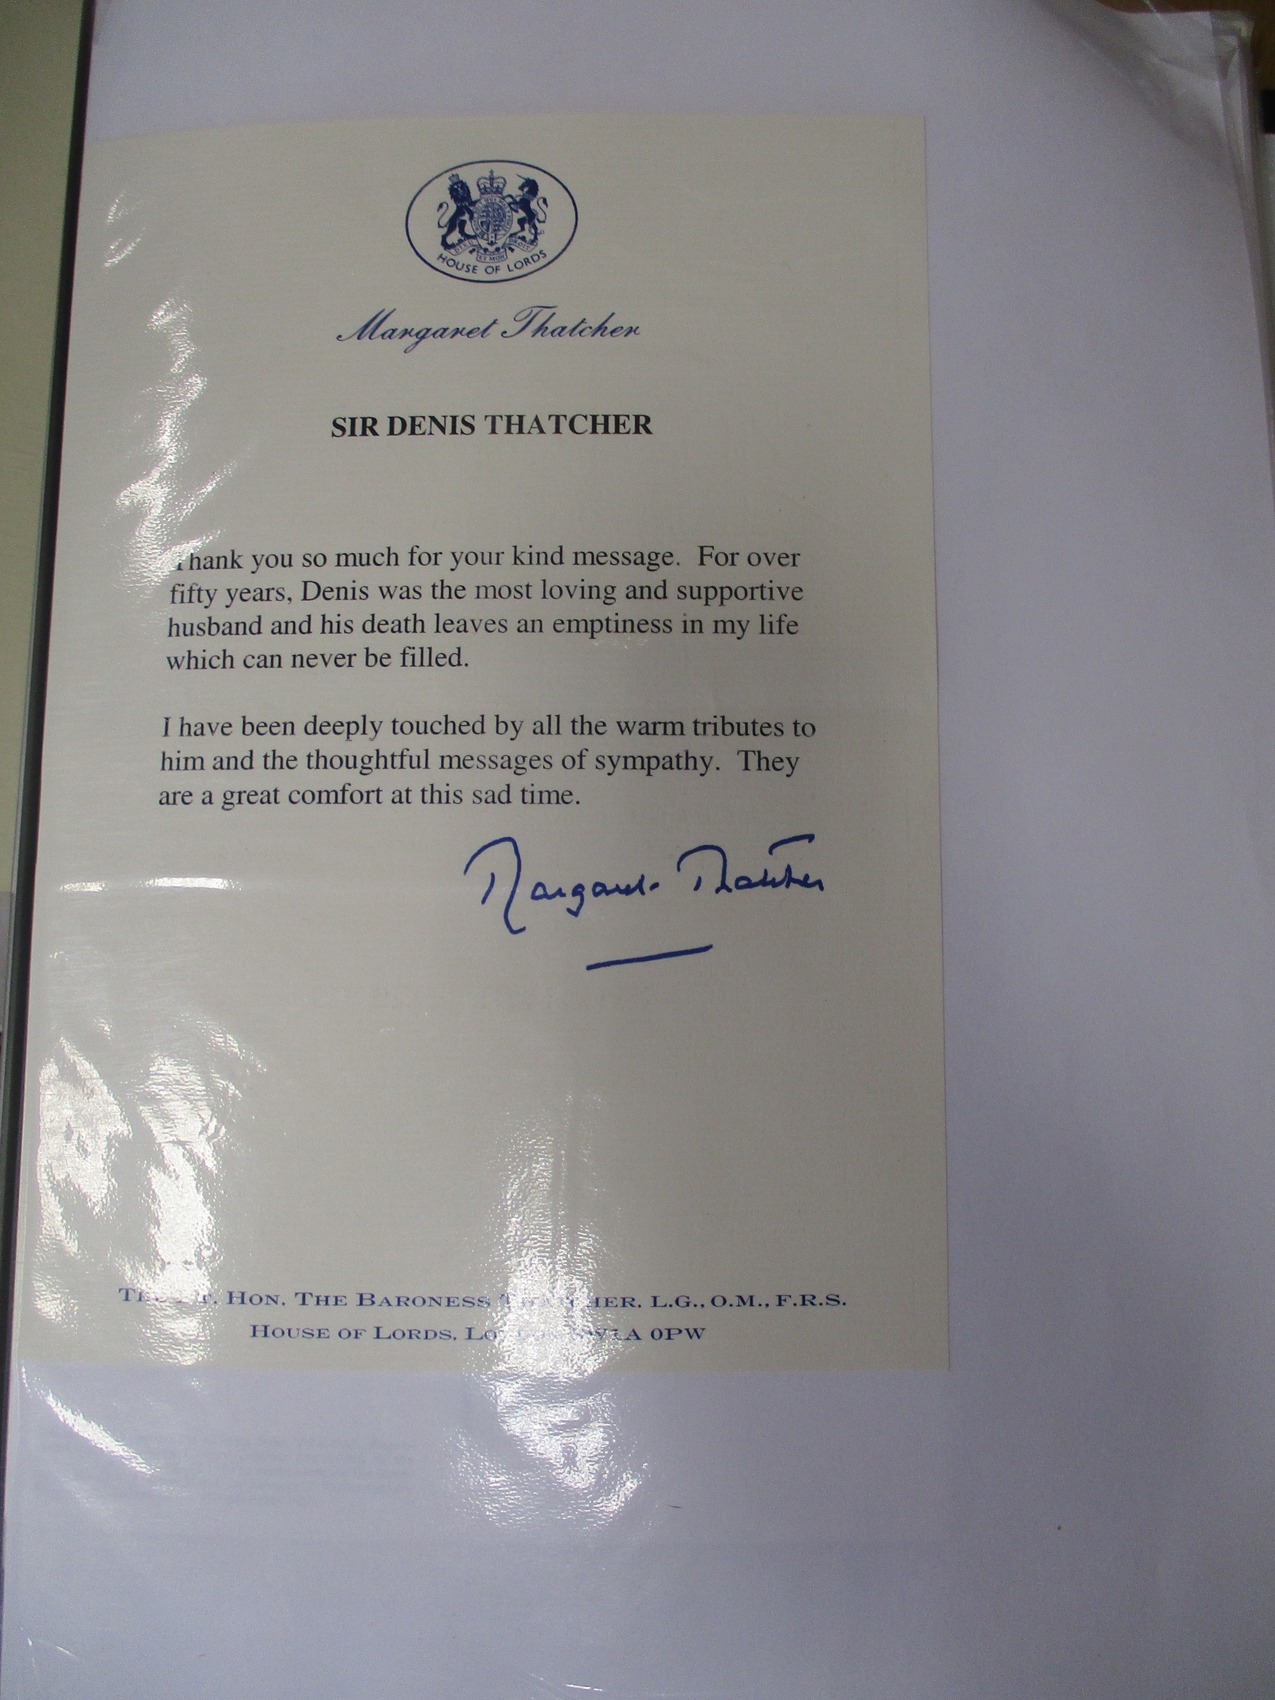 HOUSE OF LORDS
Margaret Thatcher
SIR DENIS THATCHER
Thank you so much for your kind message. For over
fifty years, Denis was the most loving and supportive
husband and his death leaves an emptiness in my life
which can never be filled.
I have been deeply touched by all the warm tributes to
him and the thoughtful messages of sympathy. They
are a great comfort at this sad time.
Margaret Thatcher
HON. THE BARONESS THATCHER, L.G., O.M., F.R.S.
HOUSE OF LORDS, LONDON 0PW